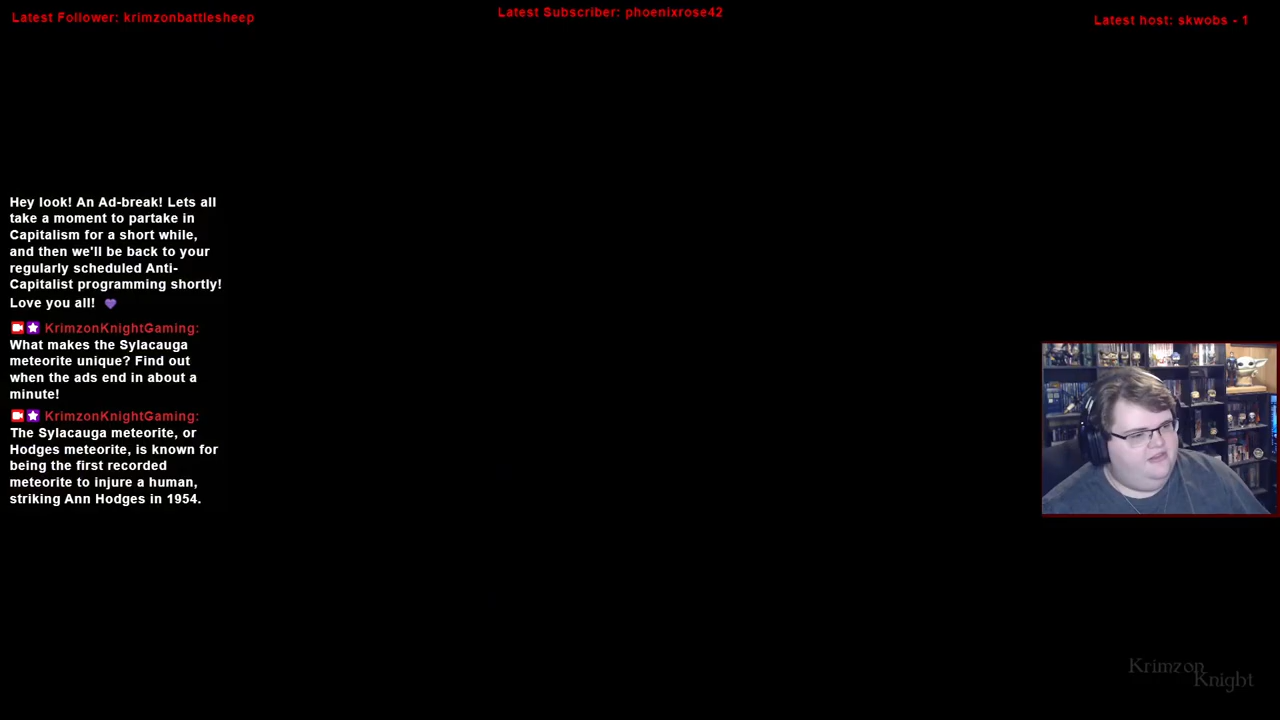 Latest Follower: krimzonbattlesheep
Latest Subscriber: phoenixrose42
Latest host: skwobs - 1
Hey look! An Ad-break! Lets all
take a moment to partake in
Capitalism for a short while,
and then we'll be back to your
regularly scheduled Anti-
Capitalist programming shortly!
Love you all!
KrimzonKnightGaming:
What makes the Sylacauga
meteorite unique? Find out
when the ads end in about a
minute!
KrimzonKnightGaming:
The Sylacauga meteorite, or
Hodges meteorite, is known for
being the first recorded
meteorite to injure a human,
striking Ann Hodges in 1954.
Krimzon
Knight